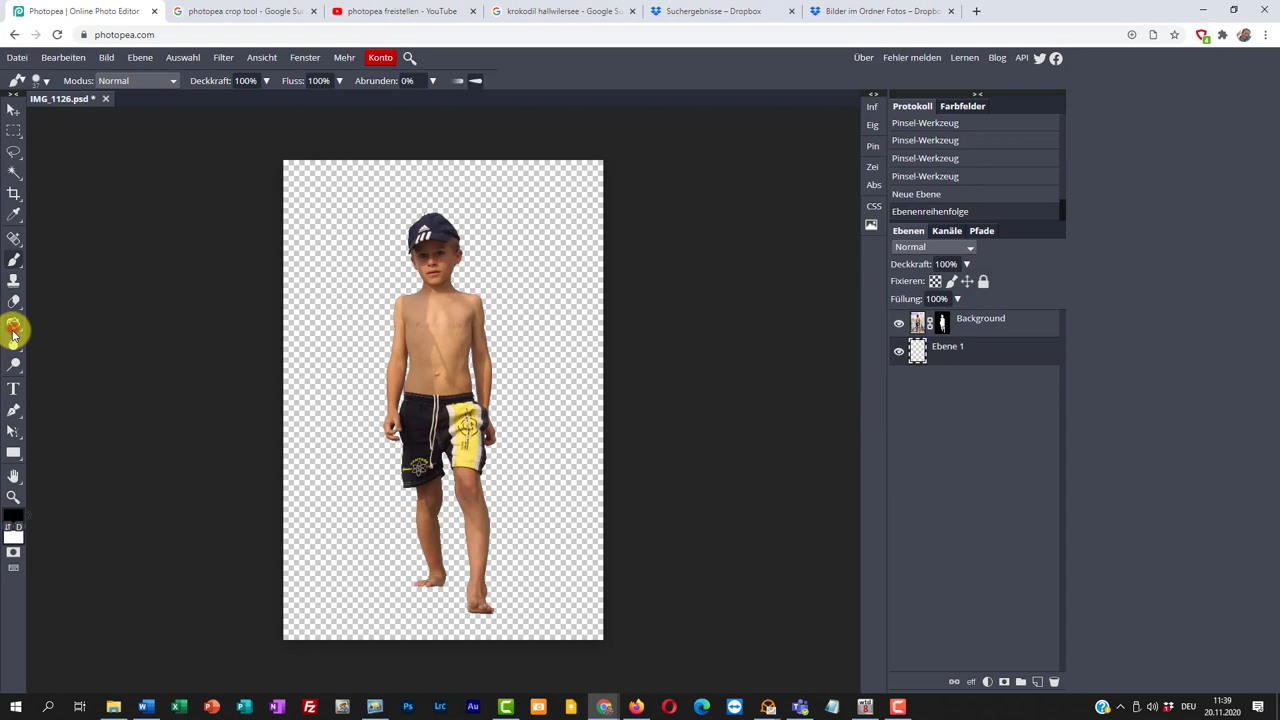 Photopea | Online Photo Editor
photopea crop tool - Google Su
photopea freistellen - YouTube
krokodil hallwilersee - Google Su
Suchergebnisse – Dropbox
Bilder im Ordner Fotos – Dropbo
photopea.com
Datei Bearbeiten Bild Ebene Auswahl Filter Ansicht Fenster Mehr Konto
Über Fehler melden Lernen Blog API
37 Modus: Normal Deckkraft: 100% Fluss: 100% Abrunden: 0%
IMG_1126.psd *
Inf
Eig
Pin
Zei
Abs
CSS
Protokoll Farbfelder
Pinsel-Werkzeug
Pinsel-Werkzeug
Pinsel-Werkzeug
Pinsel-Werkzeug
Neue Ebene
Ebenenreihenfolge
Ebenen Kanäle Pfade
Normal
Deckkraft: 100%
Fixieren:
Füllung: 100%
Background
Ebene 1
eff
11:39
20.11.2020